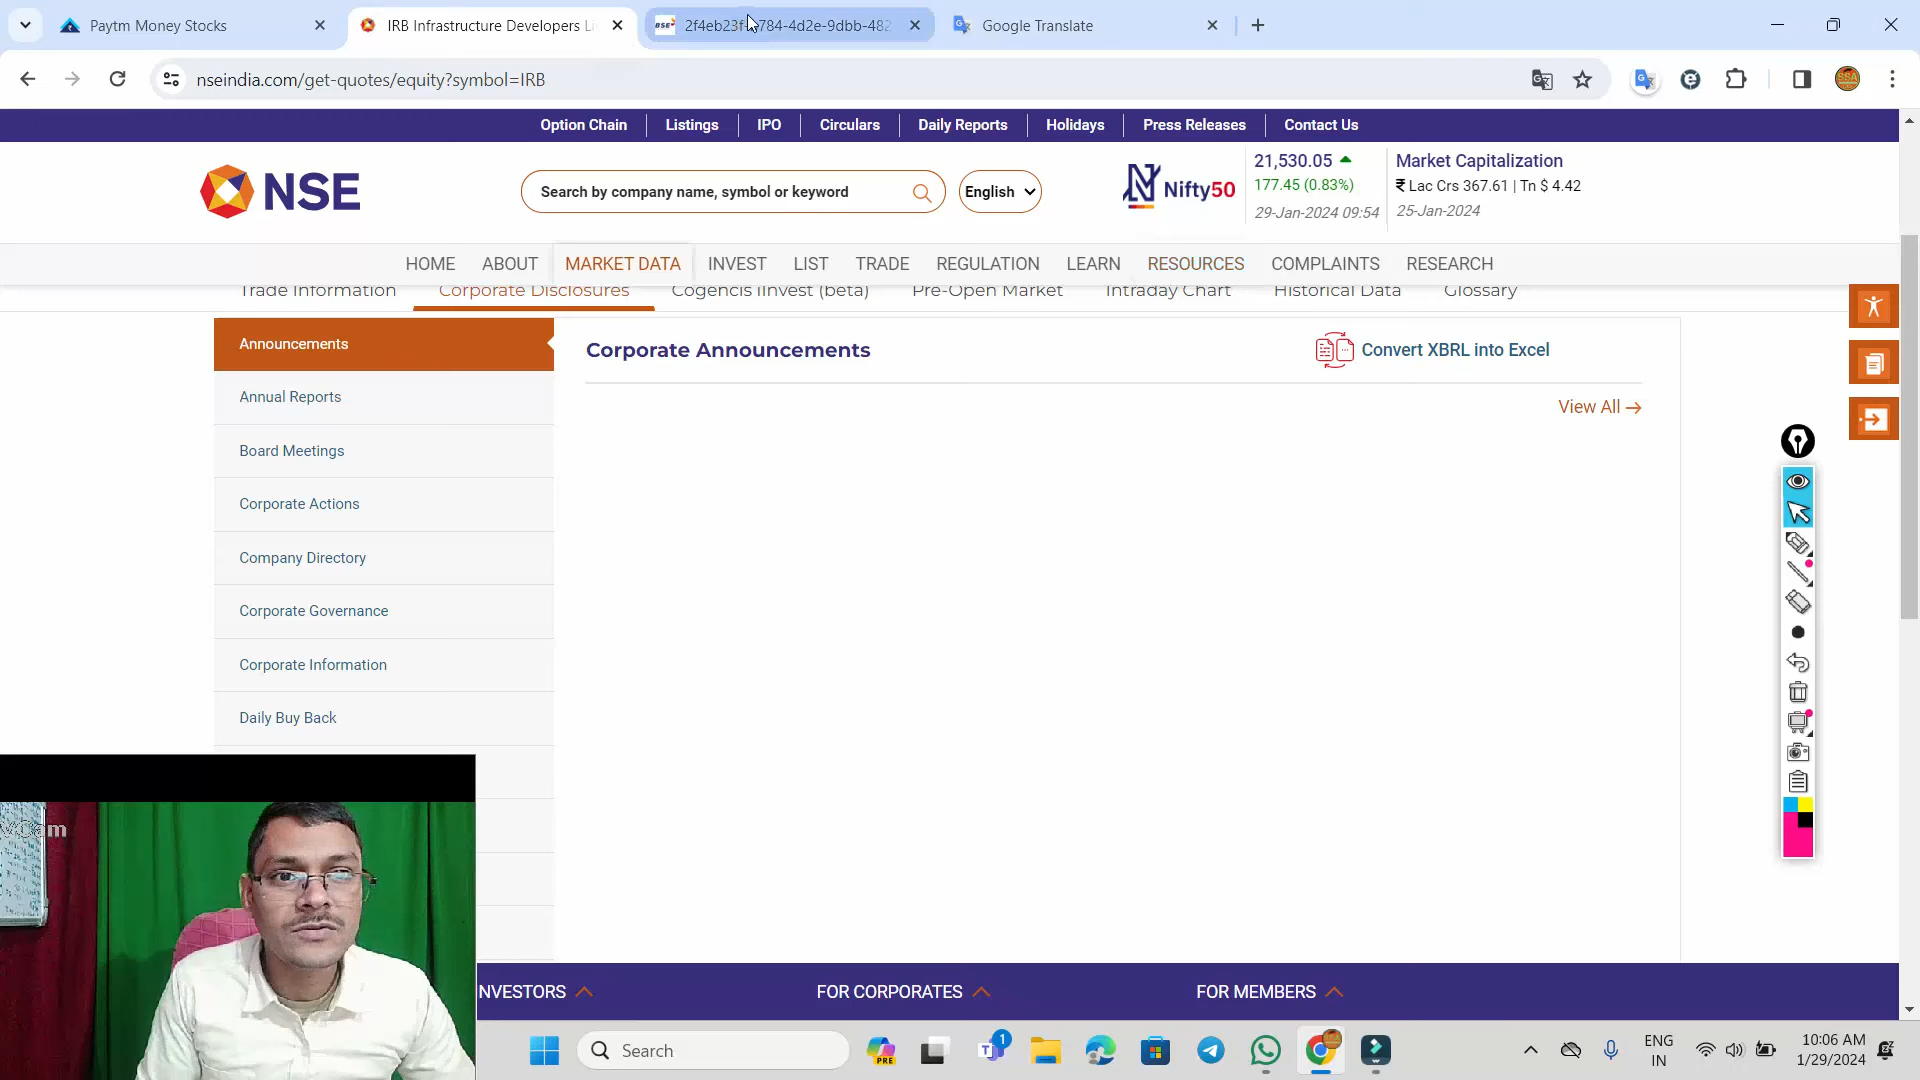 Paytm Money Stocks
IRB Infrastructure Developers Li
2f4eb23f-
784-4d2e-9dbb-482
Google Translate
nseindia.com/get-quotes/equity?symbol=IRB
Option Chain
Listings
IPO
Circulars
Daily Reports
Holidays
Press Releases
Contact Us
NSE
Search by company name, symbol or keyword
English
Nifty50
21,530.05
177.45 (0.83%)
29-Jan-2024 09:54
Market Capitalization
₹ Lac Crs 367.61 | Tn $ 4.42
25-Jan-2024
HOME
ABOUT
MARKET DATA
INVEST
LIST
TRADE
REGULATION
LEARN
RESOURCES
COMPLAINTS
RESEARCH
Trade Information
Corporate Disclosures
Cogencis iInvest (beta)
Pre-Open Market
Intraday Chart
Historical Data
Glossary
Announcements
Annual Reports
Board Meetings
Corporate Actions
Company Directory
Corporate Governance
Corporate Information
Daily Buy Back
Corporate Announcements
Convert XBRL into Excel
View All
NVESTORS
FOR CORPORATES
FOR MEMBERS
Search
PRE
1
ENG
IN
10:06 AM
1/29/2024